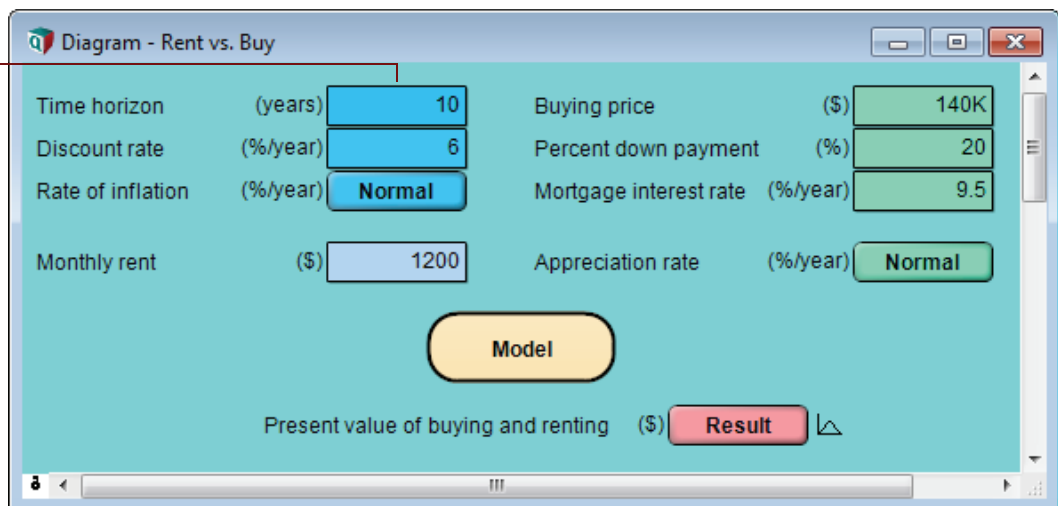 Diagram - Rent vs. Buy
Time horizon (years) 10 Buying price ($) 140K
Discount rate (%/year) 6 Percent down payment (%) 20
Rate of inflation (%/year) Normal Mortgage interest rate (%/year) 9.5
Monthly rent ($) 1200 Appreciation rate (%/year) Normal
Model
Present value of buying and renting ($) Result